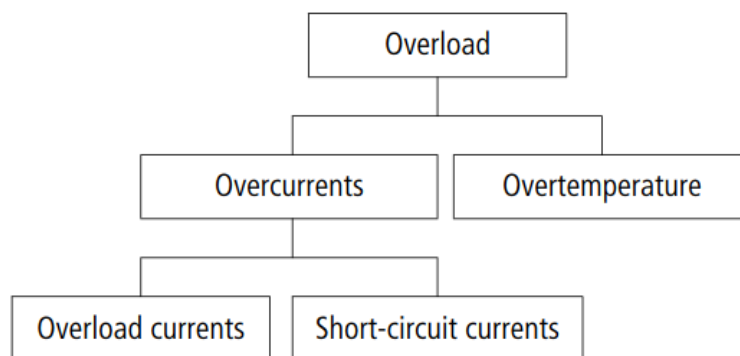 Overload
Overcurrents
Overtemperature
Overload currents
Short-circuit currents